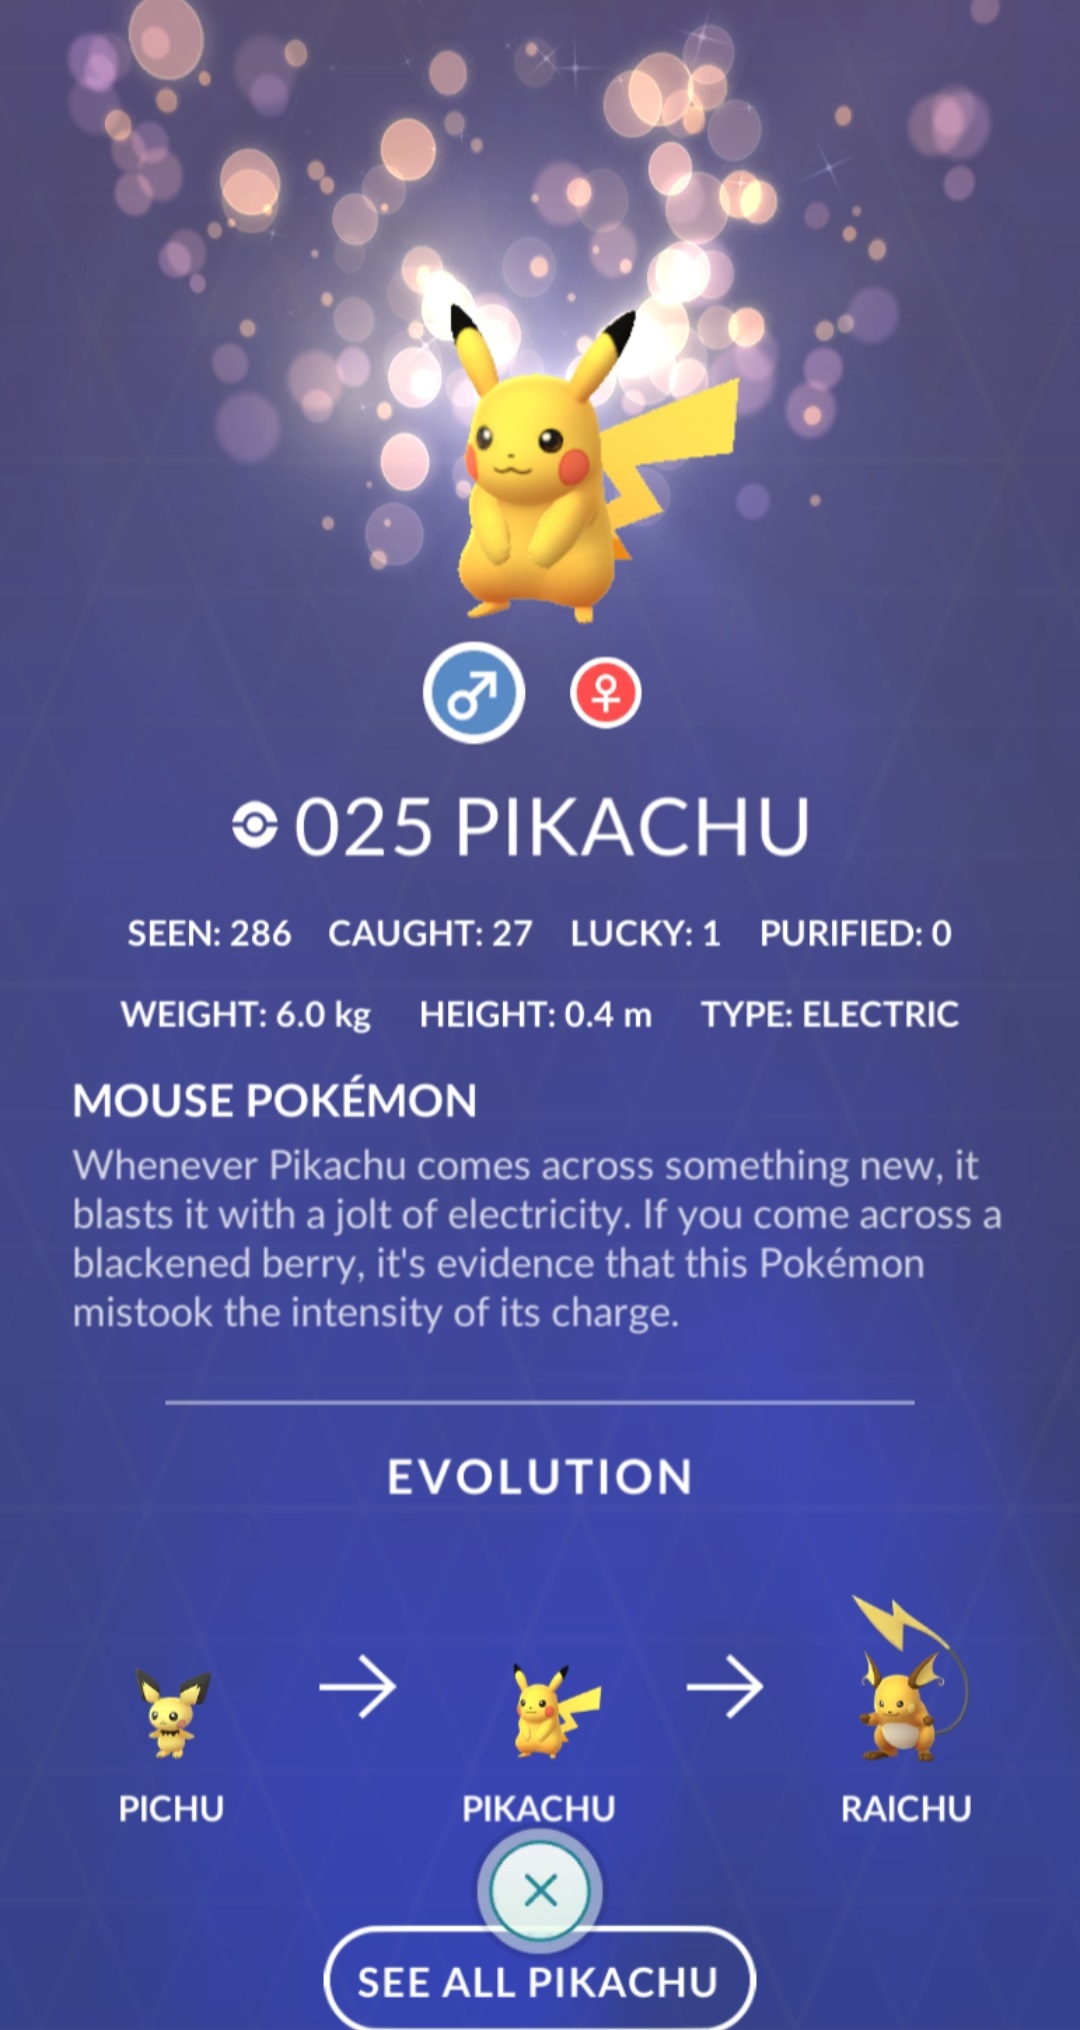 025 PIKACHU
SEEN: 286 CAUGHT: 27 LUCKY: 1 PURIFIED: 0
WEIGHT: 6.0 kg HEIGHT: 0.4 m TYPE: ELECTRIC
MOUSE POKÉMON
Whenever Pikachu comes across something new, it
blasts it with a jolt of electricity. If you come across a
blackened berry, it's evidence that this Pokémon
mistook the intensity of its charge.
EVOLUTION
PICHU PIKACHU RAICHU
SEE ALL PIKACHU